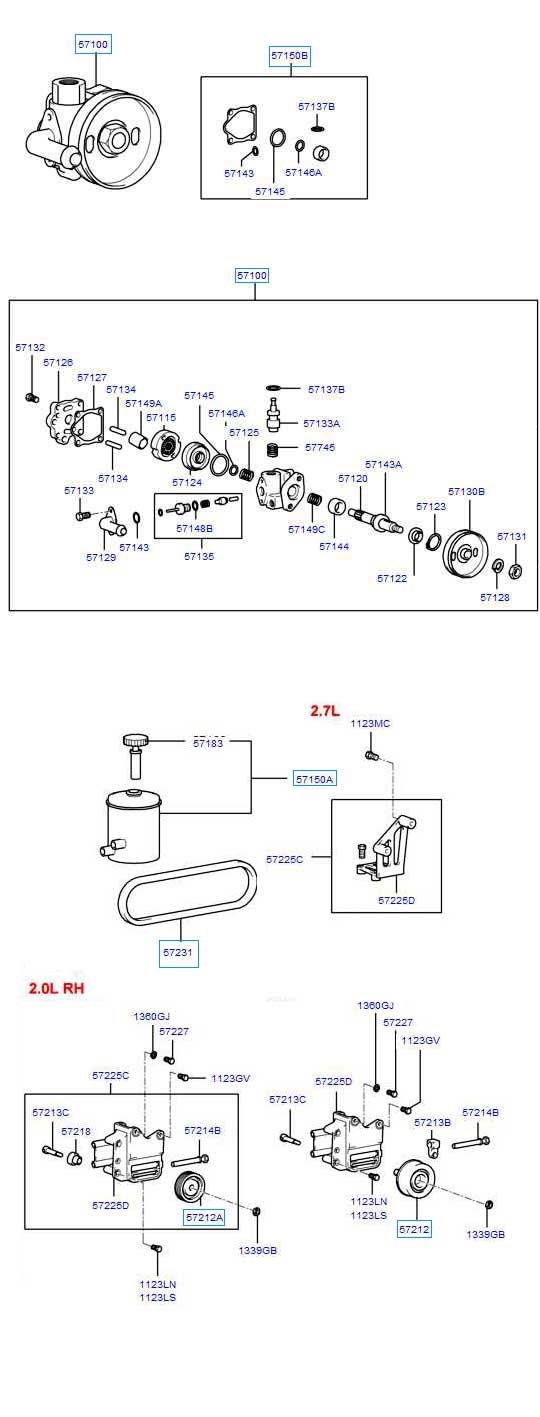 57100
57150B
57137B
57143
57146A
57145
57100
57132
57126
57127
57134
57149A
57115
57145
57146A
57125
57137B
57133A
57745
57143A
57120
57130B
57123
57131
57134
57124
57133
57148B
57129
57143
57135
57149C
57144
57122
57128
2.7L
1123MC
57183
57150A
57225C
57225D
57231
2.0L RH
1360GJ
57227
57225C
1123GV
57213C
57218
57214B
57225D
57212A
1339GB
1123LN
1123LS
1360GJ
57227
1123GV
57225D
57213C
57213B
57214B
1123LN
1123LS
57212
1339GB